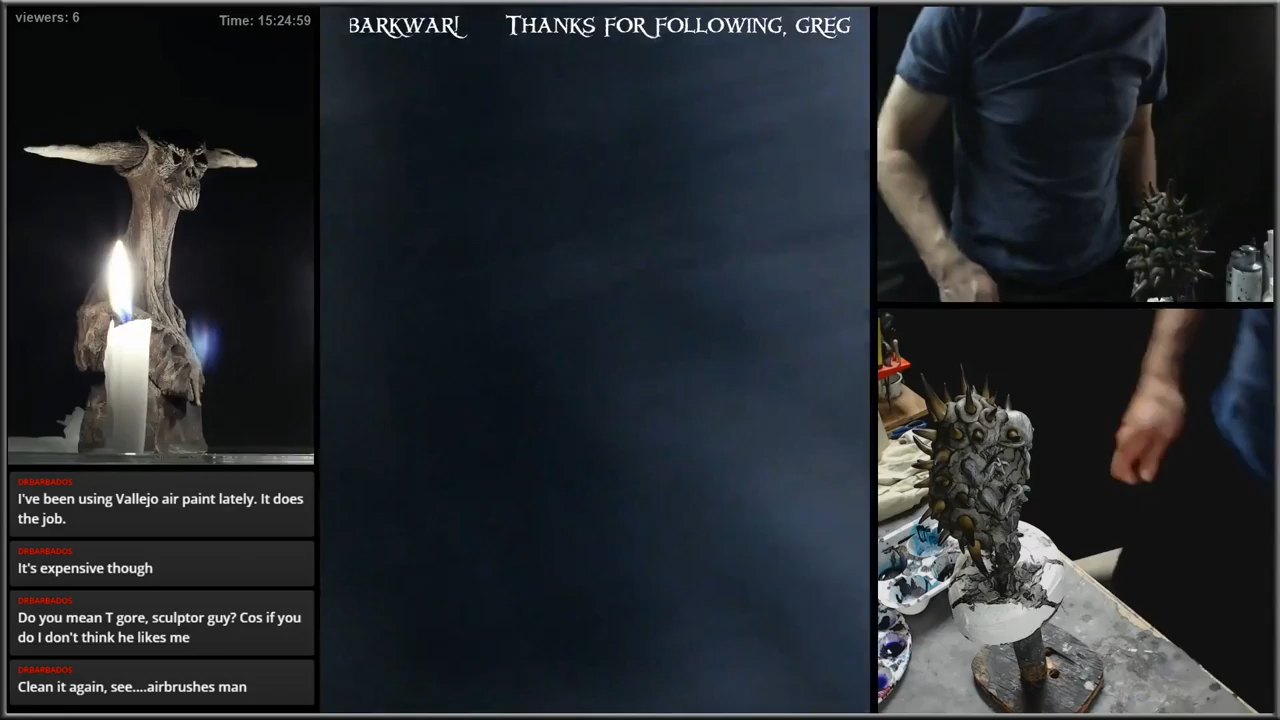 viewers: 6
Time: 15:24:59
BARKWAR! THANKS FOR FOLLOWING, GREG
DRBARBADOS
I've been using Vallejo air paint lately. It does
the job.
DRBARBADOS
It's expensive though
DRBARBADOS
Do you mean T gore, sculptor guy? Cos if you
do I don't think he likes me
DRBARBADOS
Clean it again, see....airbrushes man